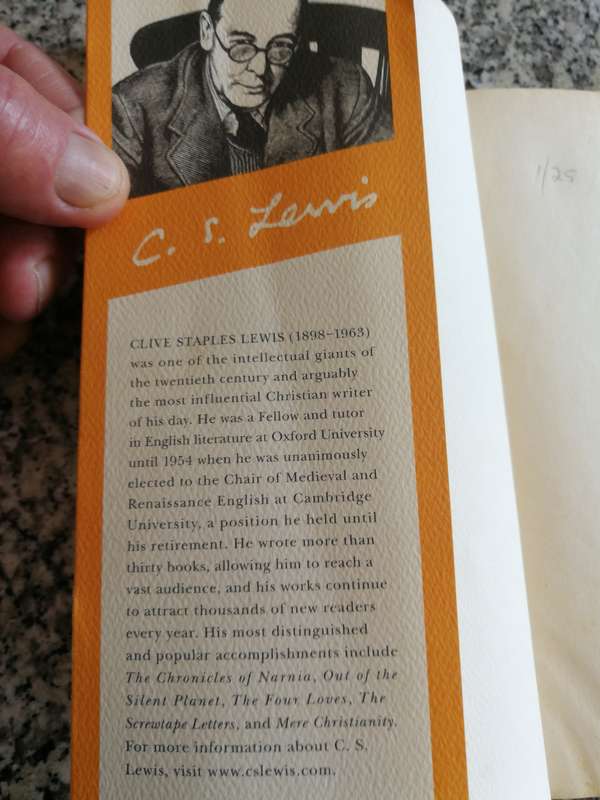 C. S. Lewis
CLIVE STAPLES LEWIS (1898–1963)
was one of the intellectual giants of
the twentieth century and arguably
the most influential Christian writer
of his day. He was a Fellow and tutor
in English literature at Oxford University
until 1954 when he was unanimously
elected to the Chair of Medieval and
Renaissance English at Cambridge
University, a position he held until
his retirement. He wrote more than
thirty books, allowing him to reach a
vast audience, and his works continue
to attract thousands of new readers
every year. His most distinguished
and popular accomplishments include
The Chronicles of Narnia, Out of the
Silent Planet, The Four Loves, The
Screwtape Letters, and Mere Christianity.
For more information about C. S.
Lewis, visit www.cslewis.com.
1/25